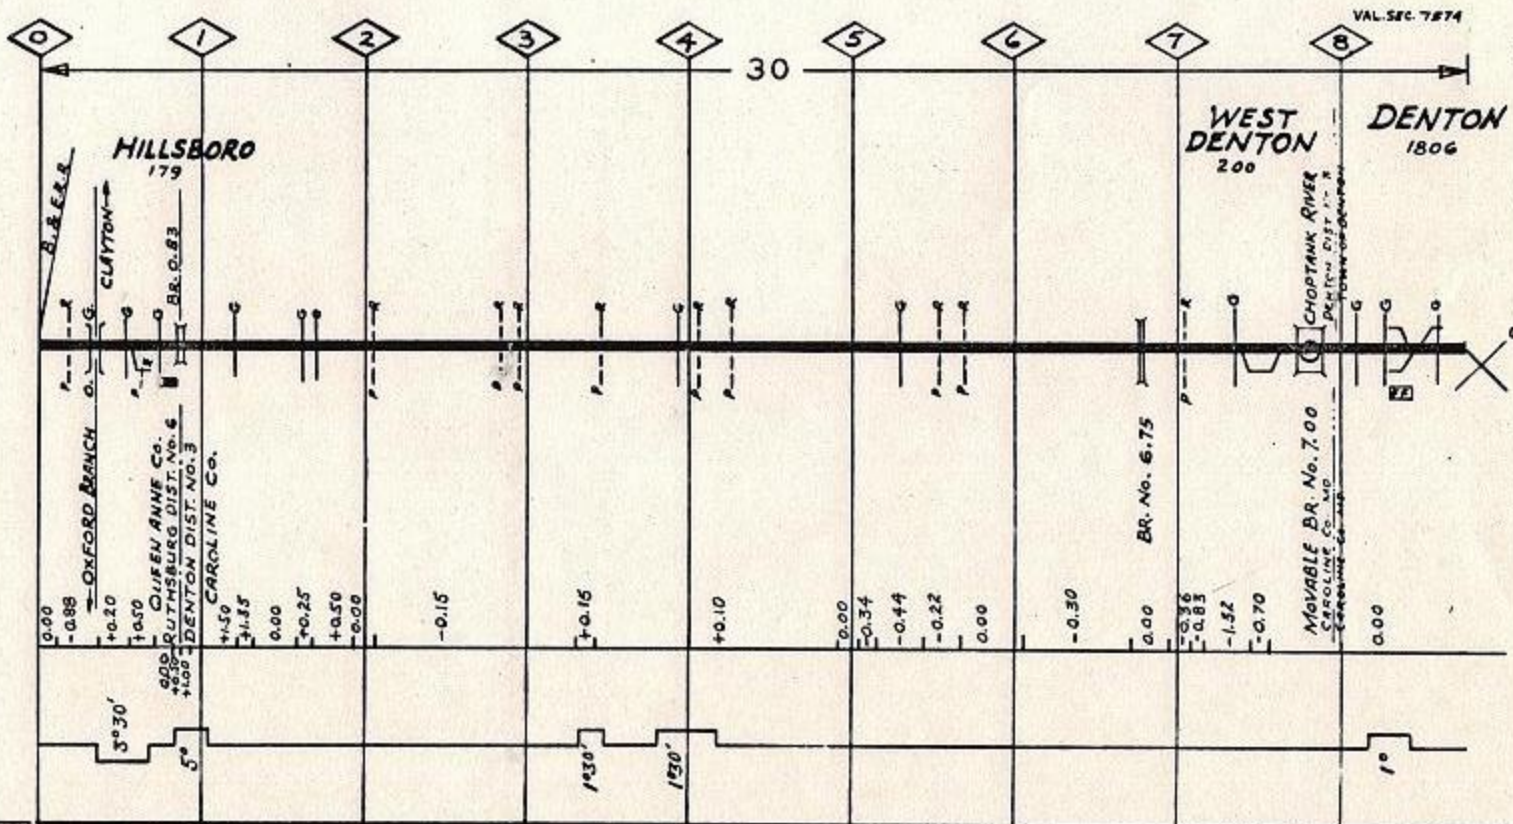 VAL. SEC. 7574
0 1 2 3 4 5 6 7 8
30
HILLSBORO
179
WEST
DENTON
200
DENTON
1806
B. & E. R. R.
CLAYTON
BR. 0.83
CHOPTANK RIVER
TOWN OF DENTON
R G G G G G G R R R R G R R G R R R G G G G
P O. P P P P P P P P P P
OXFORD BRANCH
QUEEN ANNE CO.
RUTHSBURG DIST. No. 6
DENTON DIST. No. 3
CAROLINE CO.
BR. No. 6.75
MOVABLE BR. No. 7.00
CAROLINE CO. MD.
0.00 -0.88 +0.20 +0.50 +1.50 0.00 +0.25 +0.50 0.00 -0.15 +0.15 +0.10 0.00 -0.34 -0.44 -0.22 0.00 -0.30 0.00 -0.36 -0.83 -1.52 -0.70 0.00
3°30' 5° 1°30' 1°30' 1°